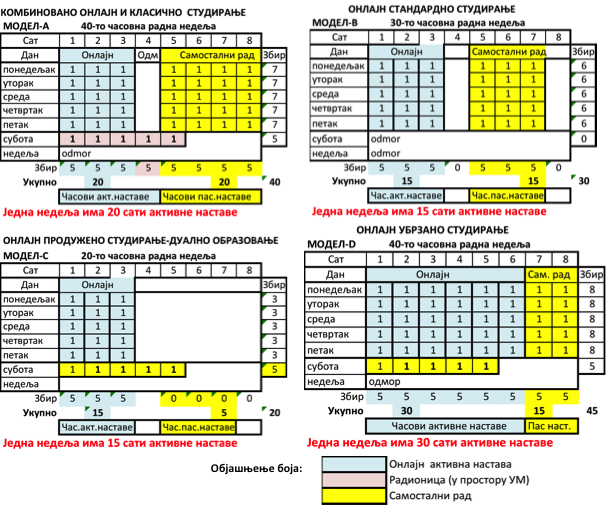 КОМБИНОВАНО ОНЛАЈН И КЛАСИЧНО СТУДИРАЊЕ
МОДЕЛ-А 40-то часовна радна недеља
Сат 1 2 3 4 5 6 7 8
Дан Онлајн Одм Самостални рад Збир
понедељак 1 1 1 1 1 1 1 7
уторак 1 1 1 1 1 1 1 7
среда 1 1 1 1 1 1 1 7
четвртак 1 1 1 1 1 1 1 7
петак 1 1 1 1 1 1 1 7
субота 1 1 1 1 1 5
недеља odmor
Збир 5 5 5 5 5 5 5 5
Укупно 20 20 40
Часови акт.наставе Часови пас.наставе
Једна недеља има 20 сати активне наставе
ОНЛАЈН СТАНДАРДНО СТУДИРАЊЕ
МОДЕЛ-B 30-то часовна радна недеља
Сат 1 2 3 4 5 6 7 8
Дан Онлајн Самостални рад Збир
понедељак 1 1 1 1 1 1 6
уторак 1 1 1 1 1 1 6
среда 1 1 1 1 1 1 6
четвртак 1 1 1 1 1 1 6
петак 1 1 1 1 1 1 6
субота odmor 0
недеља odmor
Збир 5 5 5 0 5 5 5 0
Укупно 15 15 30
Час.акт.наставе Час.пас.наставе
Једна недеља има 15 сати активне наставе
ОНЛАЈН ПРОДУЖЕНО СТУДИРАЊЕ-ДУАЛНО ОБРАЗОВАЊЕ
МОДЕЛ-C 20-то часовна радна недеља
Сат 1 2 3 4 5 6 7 8
Дан Онлајн Збир
понедељак 1 1 1 3
уторак 1 1 1 3
среда 1 1 1 3
четвртак 1 1 1 3
петак 1 1 1 3
субота 1 1 1 1 1 5
недеља
Збир 5 5 5 0 0 0 0
Укупно 15 5 20
Час.акт.наставе Час.пас.наставе
Једна недеља има 15 сати активне наставе
ОНЛАЈН УБРЗАНО СТУДИРАЊЕ
МОДЕЛ-D 40-то часовна радна недеља
Сат 1 2 3 4 5 6 7 8
Дан Онлајн Сам. рад Збир
понедељак 1 1 1 1 1 1 1 1 8
уторак 1 1 1 1 1 1 1 1 8
среда 1 1 1 1 1 1 1 1 8
четвртак 1 1 1 1 1 1 1 1 8
петак 1 1 1 1 1 1 1 1 8
субота 1 1 1 1 1 5
недеља одмор
Збир 5 5 5 5 5 5 5 5
Укупно 30 15 45
Часови активне наставе Пас наст.
Једна недеља има 30 сати активне наставе
Објашњење боја:
Онлајн активна настава
Радионица (у простору УМ)
Самостални рад